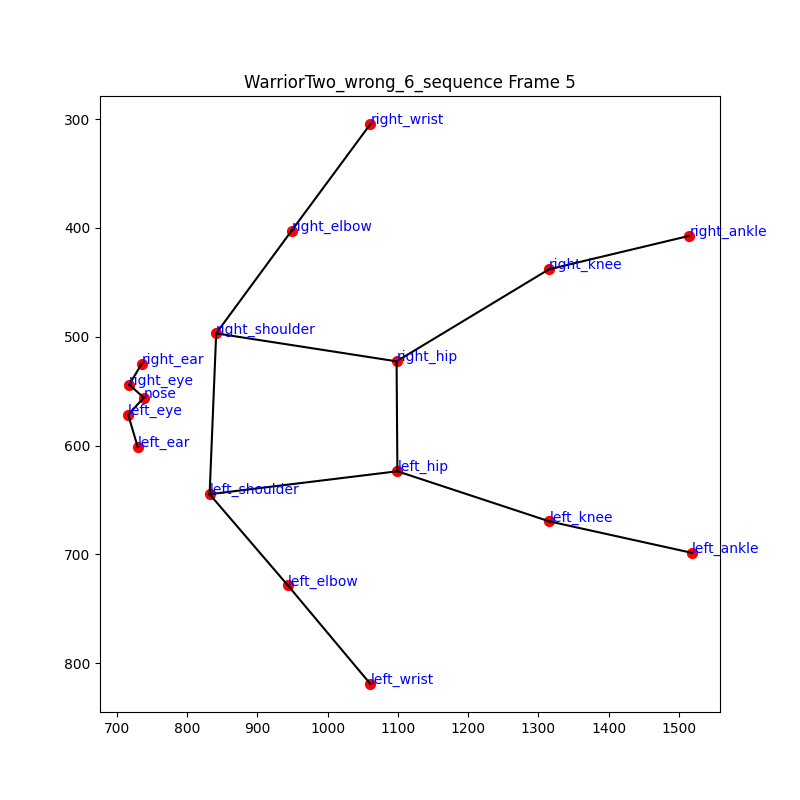 WarriorTwo_wrong_6_sequence Frame 5
300
right_wrist
400
right_elbow
right_ankle
right_knee
500
right_shoulder
right_ear
right_hip
right_eye
nose
left_eye
600
left_ear
left_hip
left_shoulder
left_knee
700
left_ankle
left_elbow
800
left_wrist
700 800 900 1000 1100 1200 1300 1400 1500